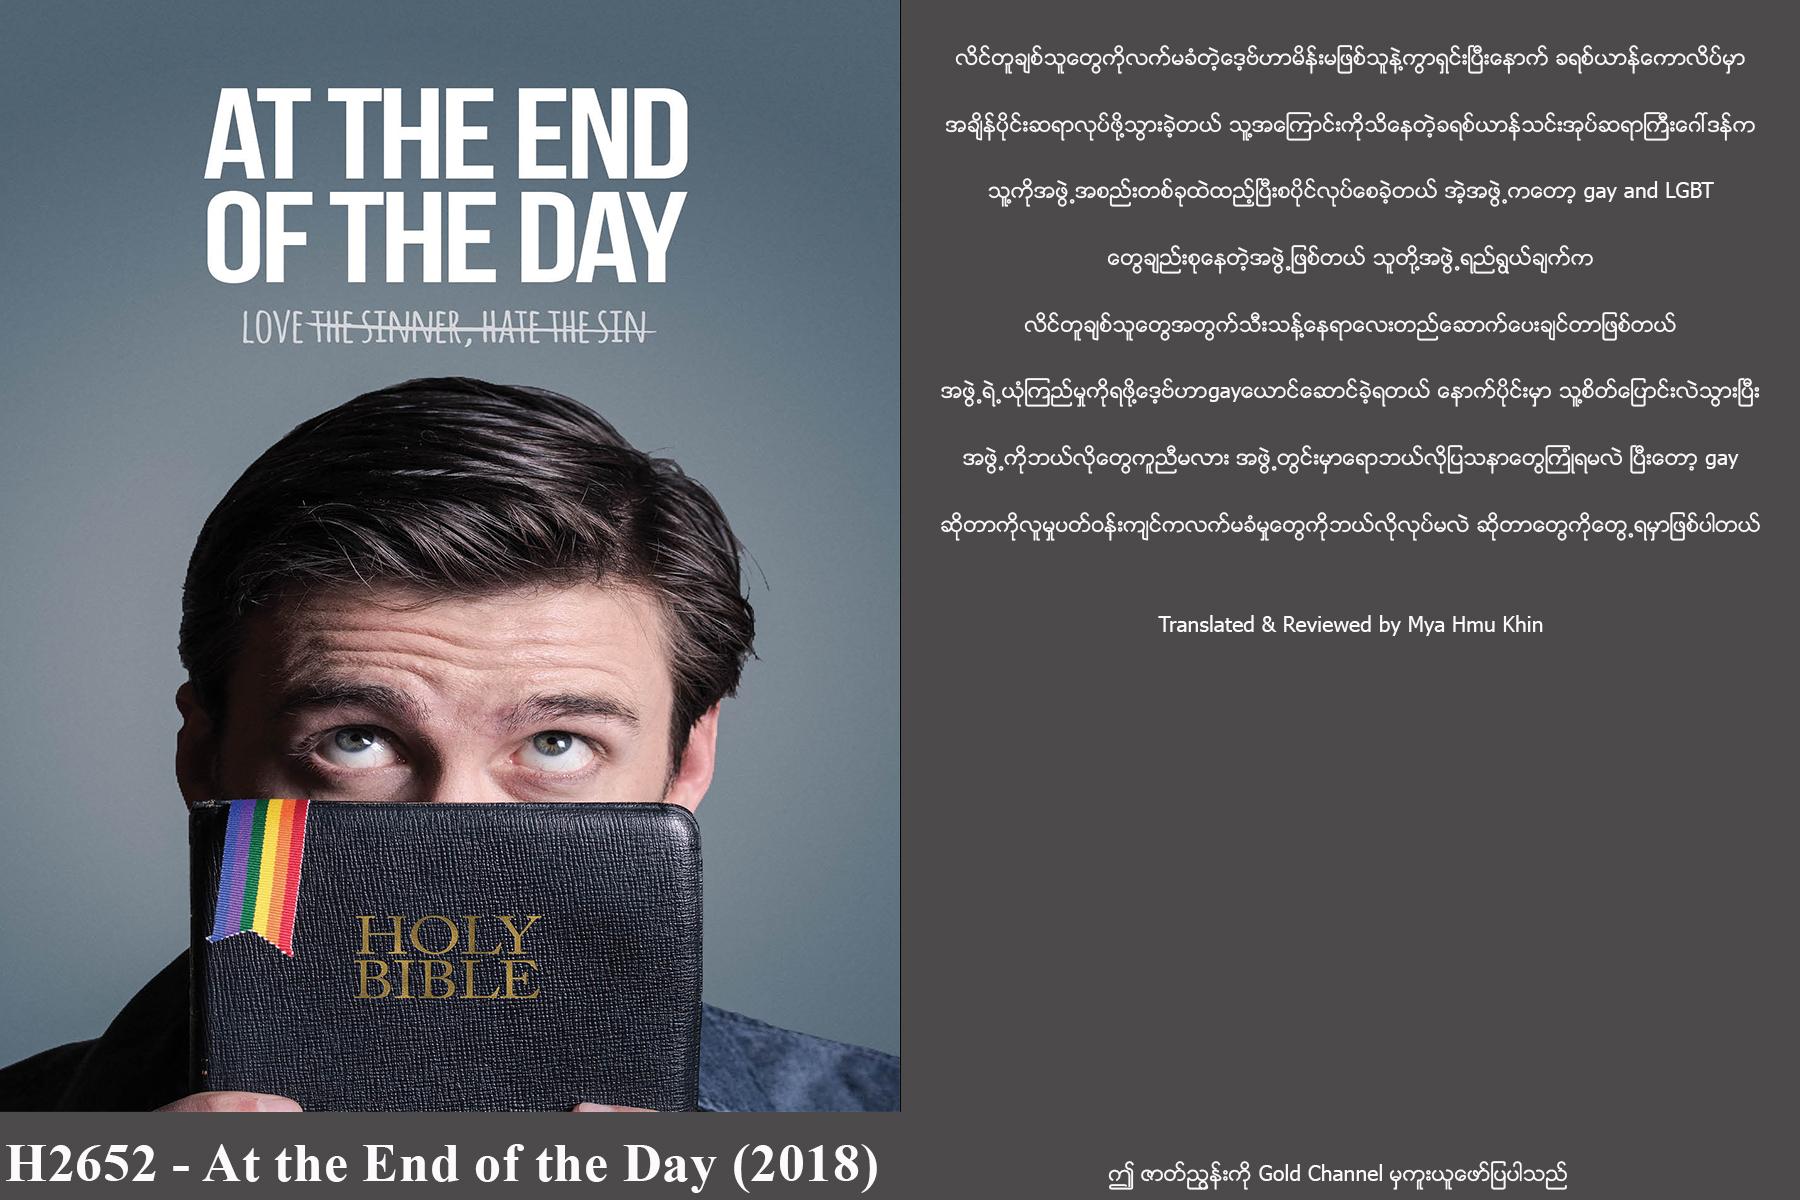 AT THE END
OF THE DAY
LOVE THE SINNER, HATE THE SIN
HOLY
BIBLE
H2652 - At the End of the Day (2018)
လိင်တူချစ်သူတွေကိုလက်မခံတဲ့ဒေ့ဗ်ဟာမိန်းမဖြစ်သူနဲ့ကွာရှင်းပြီးနောက် ခရစ်ယာန်ကောလိပ်မှာ
အချိန်ပိုင်းဆရာလုပ်ဖို့သွားခဲ့တယ် သူ့အကြောင်းကိုသိနေတဲ့ခရစ်ယာန်သင်းအုပ်ဆရာကြီးဂေါ်ဒန်က
သူ့ကိုအဖွဲ့အစည်းတစ်ခုထဲထည့်ပြီးစပိုင်လုပ်စေခဲ့တယ် အဲ့အဖွဲ့ကတော့ gay and LGBT
တွေချည်းစုနေတဲ့အဖွဲ့ဖြစ်တယ် သူတို့အဖွဲ့ရည်ရွယ်ချက်က
လိင်တူချစ်သူတွေအတွက်သီးသန့်နေရာလေးတည်ဆောက်ပေးချင်တာဖြစ်တယ်
အဖွဲ့ရဲ့ယုံကြည်မှုကိုရဖို့ဒေ့ဗ်ဟာgayယောင်ဆောင်ခဲ့ရတယ် နောက်ပိုင်းမှာ သူ့စိတ်ပြောင်းလဲသွားပြီး
အဖွဲ့ကိုဘယ်လိုတွေကူညီမလား အဖွဲ့တွင်းမှာရောဘယ်လိုပြသနာတွေကြုံရမလဲ ပြီးတော့ gay
ဆိုတာကိုလူမှုပတ်ဝန်းကျင်ကလက်မခံမှုတွေကိုဘယ်လိုလုပ်မလဲ ဆိုတာတွေကိုတွေ့ရမှာဖြစ်ပါတယ်
Translated & Reviewed by Mya Hmu Khin
ဤ ဇာတ်ညွှန်းကို Gold Channel မှကူးယူဖော်ပြပါသည်